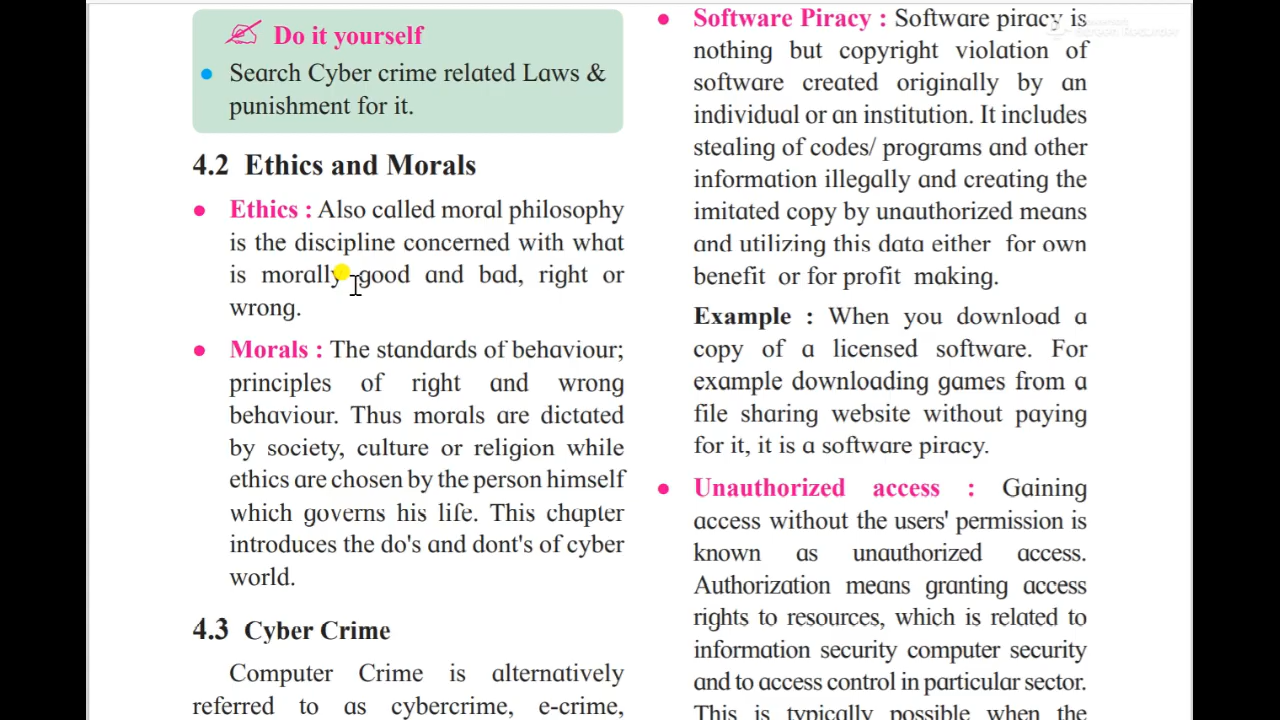 Do it yourself
Search Cyber crime related Laws &
punishment for it.
4.2 Ethics and Morals
Ethics : Also called moral philosophy
is the discipline concerned with what
is morally good and bad, right or
wrong.
Morals : The standards of behaviour;
principles of right and wrong
behaviour. Thus morals are dictated
by society, culture or religion while
ethics are chosen by the person himself
which governs his life. This chapter
introduces the do's and dont's of cyber
world.
4.3 Cyber Crime
Computer Crime is alternatively
referred to as cybercrime, e-crime,
Software Piracy : Software piracy is
nothing but copyright violation of
software created originally by an
individual or an institution. It includes
stealing of codes/ programs and other
information illegally and creating the
imitated copy by unauthorized means
and utilizing this data either for own
benefit or for profit making.
Example : When you download a
copy of a licensed software. For
example downloading games from a
file sharing website without paying
for it, it is a software piracy.
Unauthorized access : Gaining
access without the users' permission is
known as unauthorized access.
Authorization means granting access
rights to resources, which is related to
information security computer security
and to access control in particular sector.
This is typically possible when the
Screen Recorder